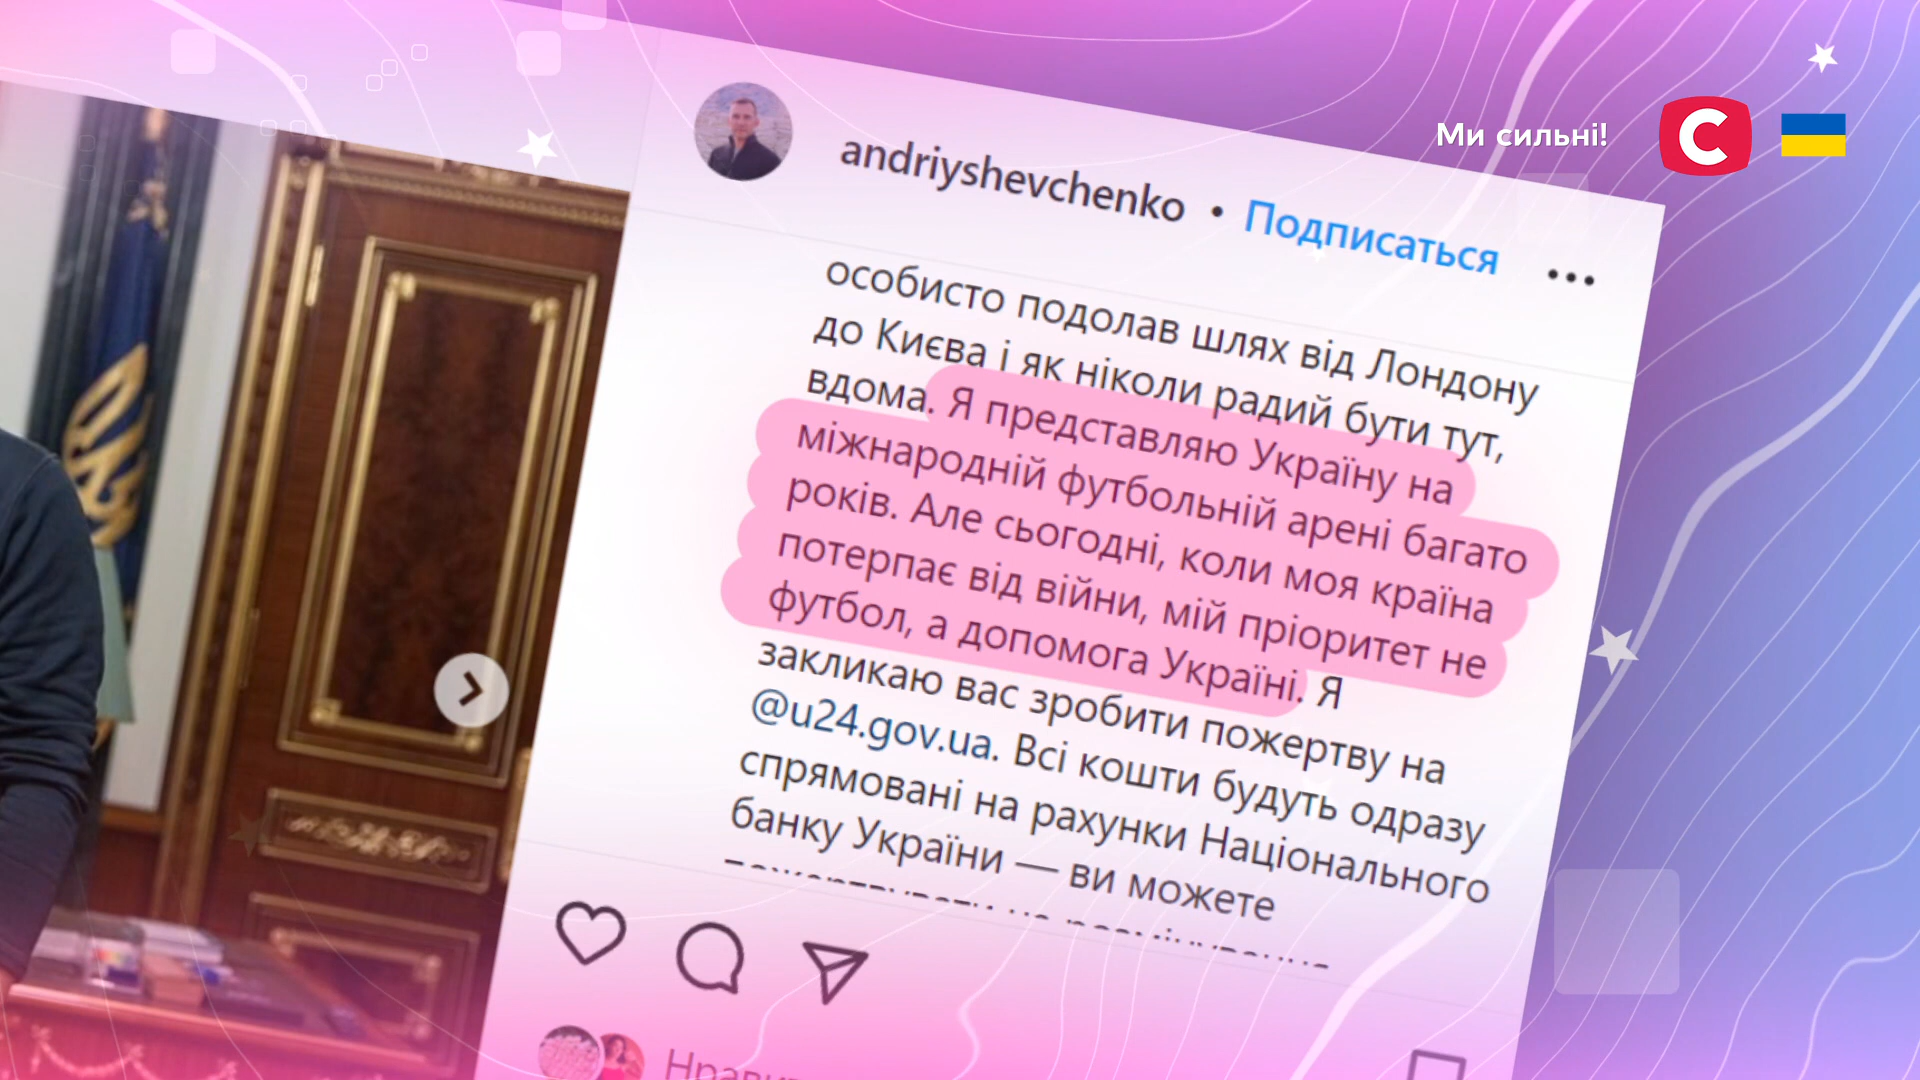 Ми сильні!
С
andriyshevchenko • Подписаться
особисто подолав шлях від Лондону
до Києва і як ніколи радий бути тут,
вдома. Я представляю Україну на
міжнародній футбольній арені багато
років. Але сьогодні, коли моя країна
потерпає від війни, мій пріоритет не
футбол, а допомога Україні. Я
закликаю вас зробити пожертву на
@u24.gov.ua. Всі кошти будуть одразу
спрямовані на рахунки Національного
банку України — ви можете